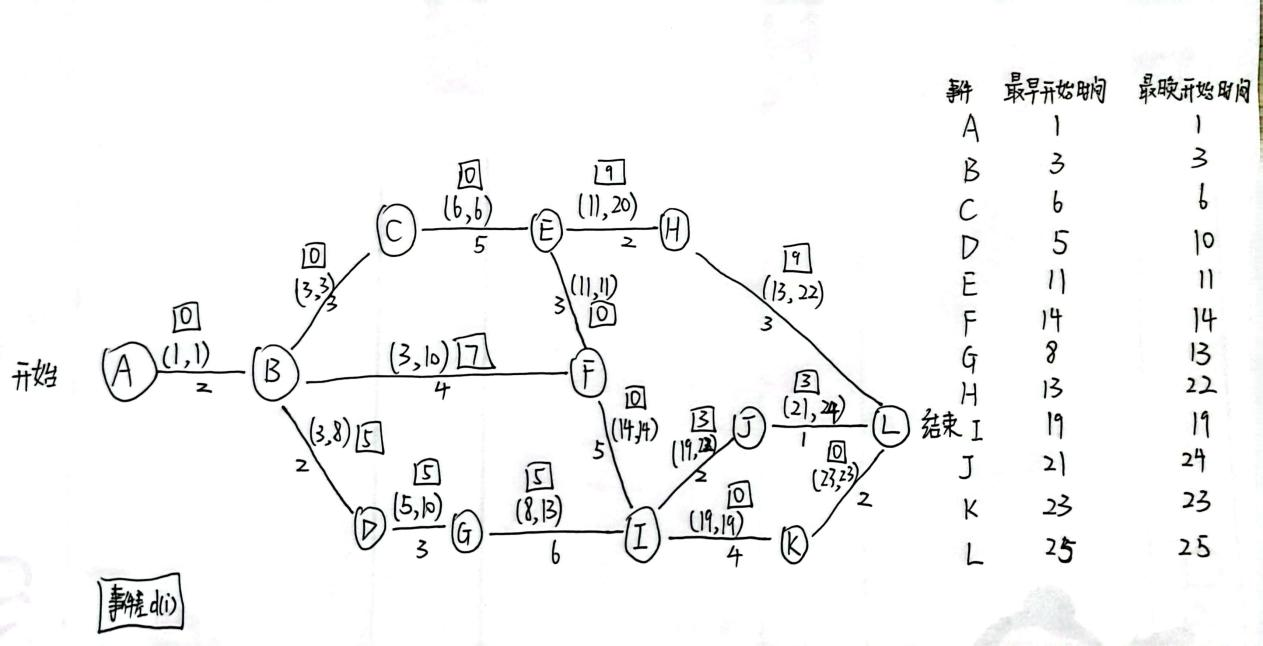 事件 最早开始时间 最晚开始时间
A 1 1
B 3 3
C 6 6
D 5 10
E 11 11
F 14 14
G 8 13
H 13 22
I 19 19
J 21 24
K 23 23
L 25 25
0
(6,6)
5
9
(11,20)
2
C
E
H
0
(3,3)
3
(11,11)
3
0
9
(13,22)
3
开始
A
0
(1,1)
2
B
(3,10) 7
4
F
0
(14,14)
5
3
(21,24)
1
J
L
结束
(3,8) 5
2
3
2
0
(23,23)
2
D
5
(5,10)
3
G
5
(8,13)
6
I
0
(19,19)
4
K
事件差d(i)